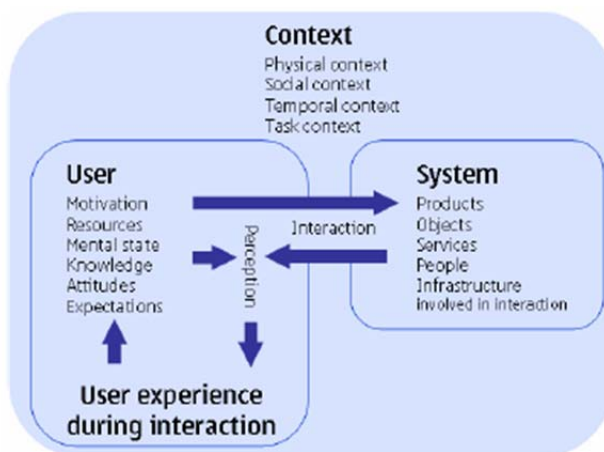 Context
Physical context
Social context
Temporal context
Task context
User
Motivation
Resources
Mental state
Knowledge
Attitudes
Expectations
Perception
Interaction
System
Products
Objects
Services
People
Infrastructure
involved in interaction
User experience
during interaction